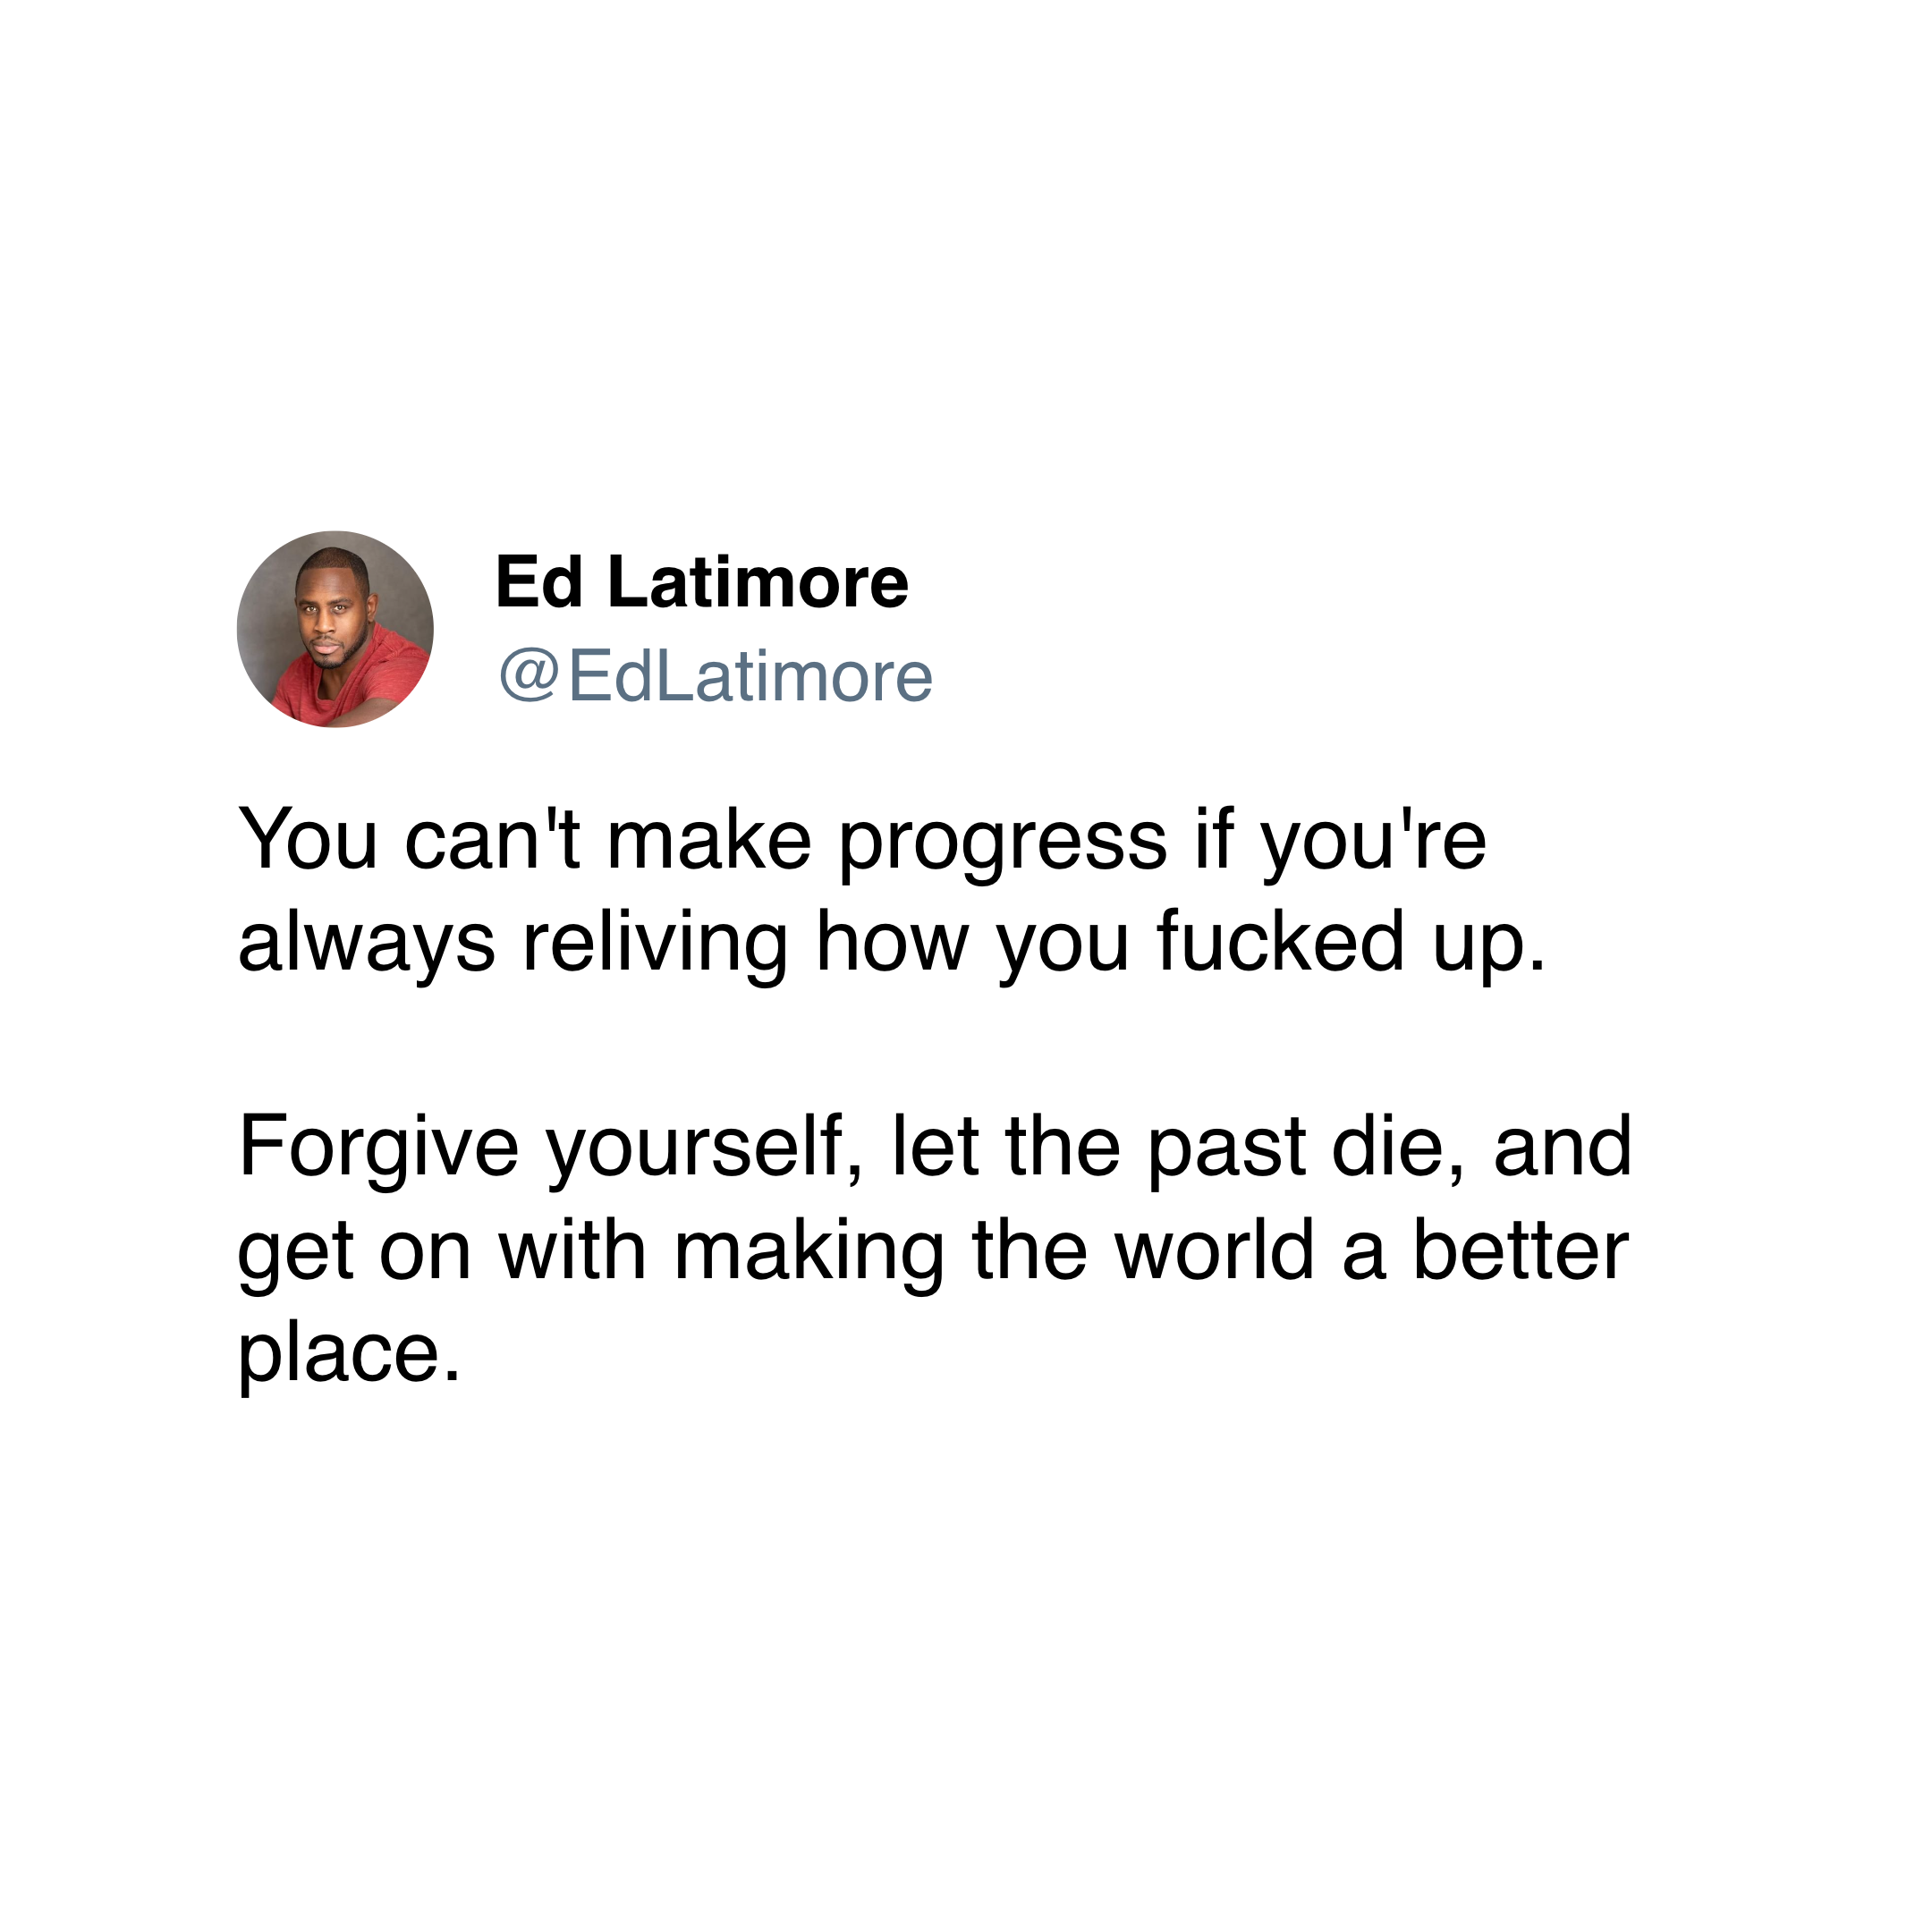 Ed Latimore
@EdLatimore
You can't make progress if you're
always reliving how you fucked up.
Forgive yourself, let the past die, and
get on with making the world a better
place.